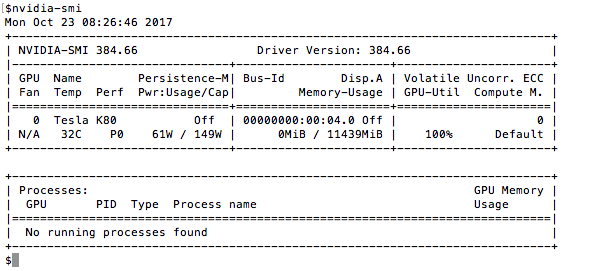 $nvidia-smi
Mon Oct 23 08:26:46 2017
+-----------------------------------------------------------------------------+
| NVIDIA-SMI 384.66                 Driver Version: 384.66                    |
|-------------------------------+----------------------+----------------------+
| GPU  Name        Persistence-M| Bus-Id        Disp.A | Volatile Uncorr. ECC |
| Fan  Temp  Perf  Pwr:Usage/Cap|         Memory-Usage | GPU-Util  Compute M. |
|===============================+======================+======================|
|   0  Tesla K80           Off  | 00000000:00:04.0 Off |                    0 |
| N/A   32C    P0    61W / 149W |      0MiB / 11439MiB |    100%      Default |
+-------------------------------+----------------------+----------------------+
+-----------------------------------------------------------------------------+
| Processes:                                                       GPU Memory |
|  GPU       PID  Type  Process name                               Usage      |
|=============================================================================|
|  No running processes found                                                 |
+-----------------------------------------------------------------------------+
$